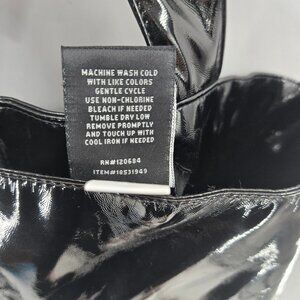 MACHINE WASH COLD
WITH LIKE COLORS
GENTLE CYCLE
USE NON-CHLORINE
BLEACH IF NEEDED
TUMBLE DRY LOW
REMOVE PROMPTLY
AND TOUCH UP WITH
COOL IRON IF NEEDED
RN#120684
ITEM#10531949